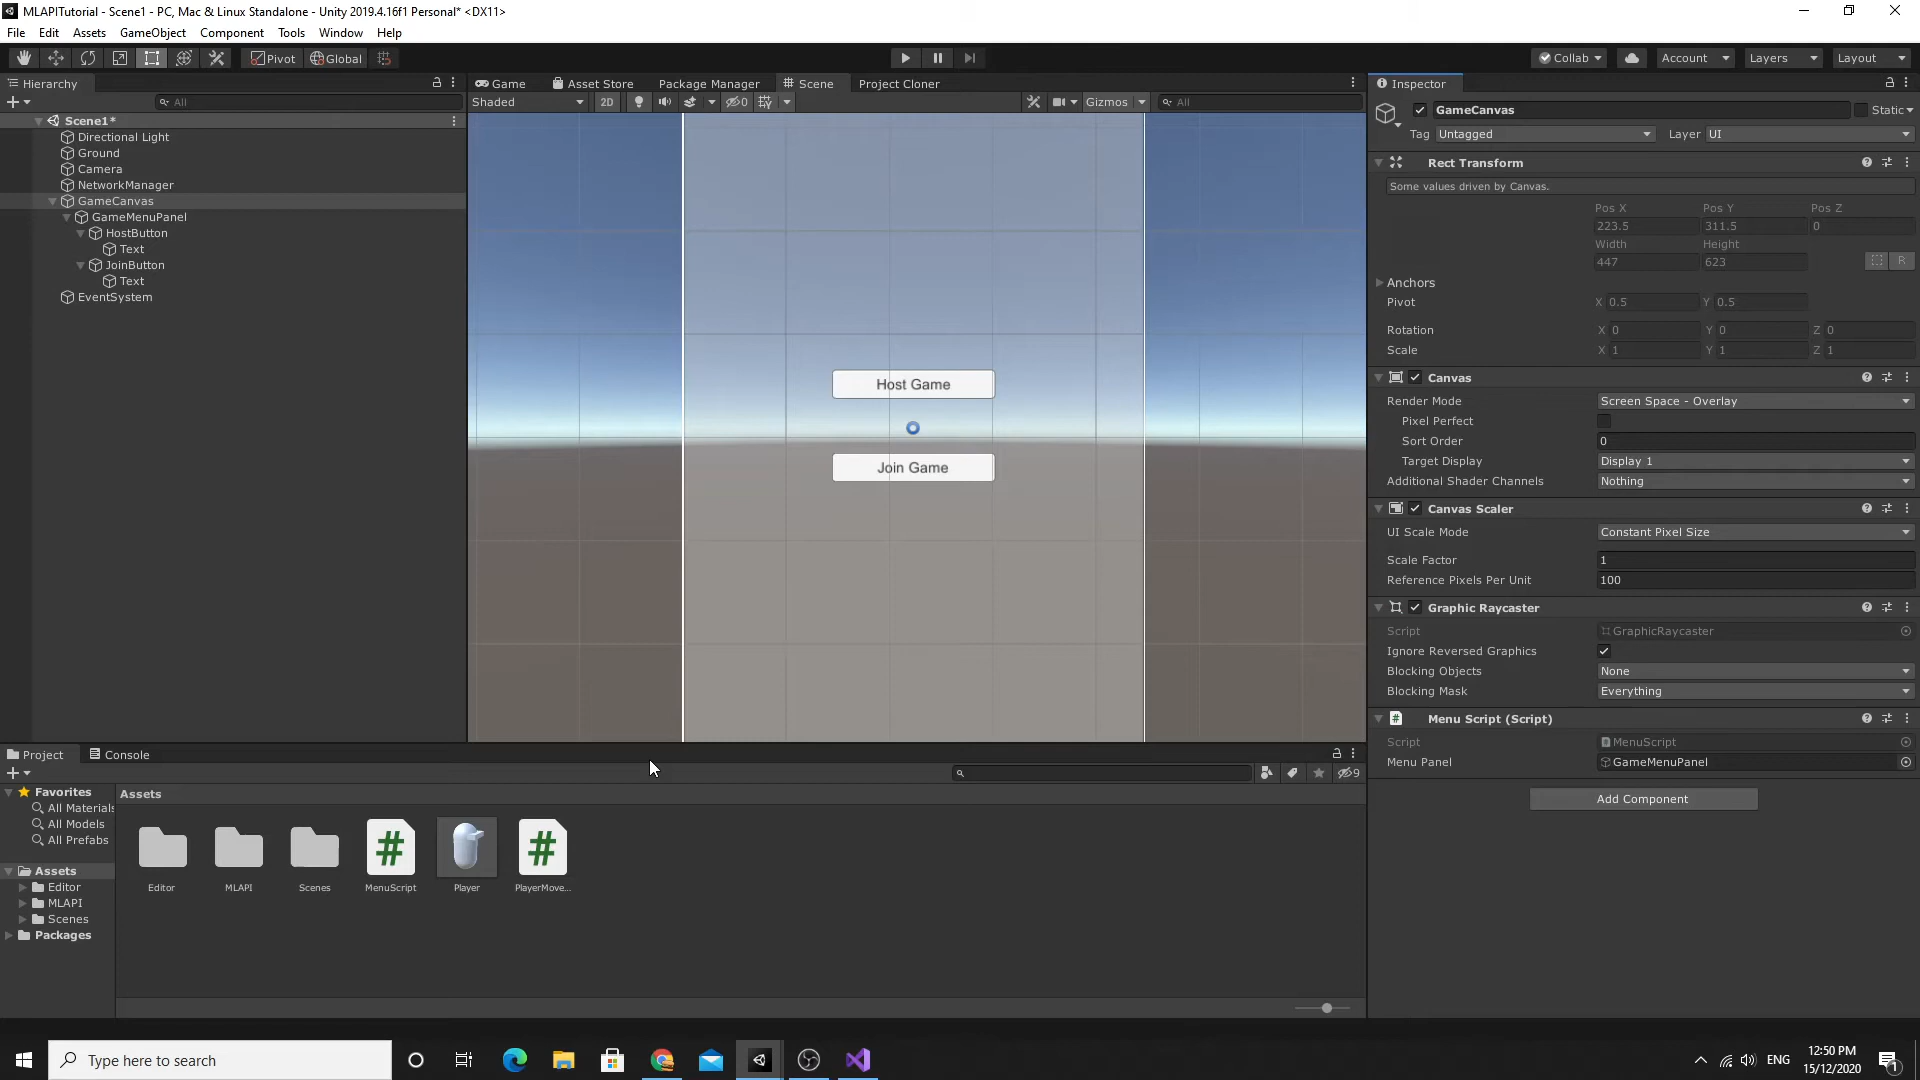 MLAPITutorial - Scene1 - PC, Mac & Linux Standalone - Unity 2019.4.16f1 Personal* <DX11>
File Edit Assets GameObject Component Tools Window Help
Pivot Global Collab Account Layers Layout
Hierarchy
All
Scene1*
Directional Light
Ground
Camera
NetworkManager
GameCanvas
GameMenuPanel
HostButton
Text
JoinButton
Text
EventSystem
Game Asset Store Package Manager Scene Project Cloner
Shaded 2D 0 Gizmos All
Host Game
Join Game
Inspector
GameCanvas Static
Tag Untagged Layer UI
Rect Transform
Some values driven by Canvas.
Pos X Pos Y Pos Z
223.5 311.5 0
Width Height
447 623 R
Anchors
Pivot X 0.5 Y 0.5
Rotation X 0 Y 0 Z 0
Scale X 1 Y 1 Z 1
Canvas
Render Mode Screen Space - Overlay
Pixel Perfect
Sort Order 0
Target Display Display 1
Additional Shader Channels Nothing
Canvas Scaler
UI Scale Mode Constant Pixel Size
Scale Factor 1
Reference Pixels Per Unit 100
Graphic Raycaster
Script GraphicRaycaster
Ignore Reversed Graphics
Blocking Objects None
Blocking Mask Everything
# Menu Script (Script)
Script MenuScript
Menu Panel GameMenuPanel
Add Component
Project Console
9
Favorites
All Materials
All Models
All Prefabs
Assets
Editor
MLAPI
Scenes
Packages
Assets
# #
Editor MLAPI Scenes MenuScript Player PlayerMove...
Type here to search
ENG
12:50 PM
15/12/2020
1